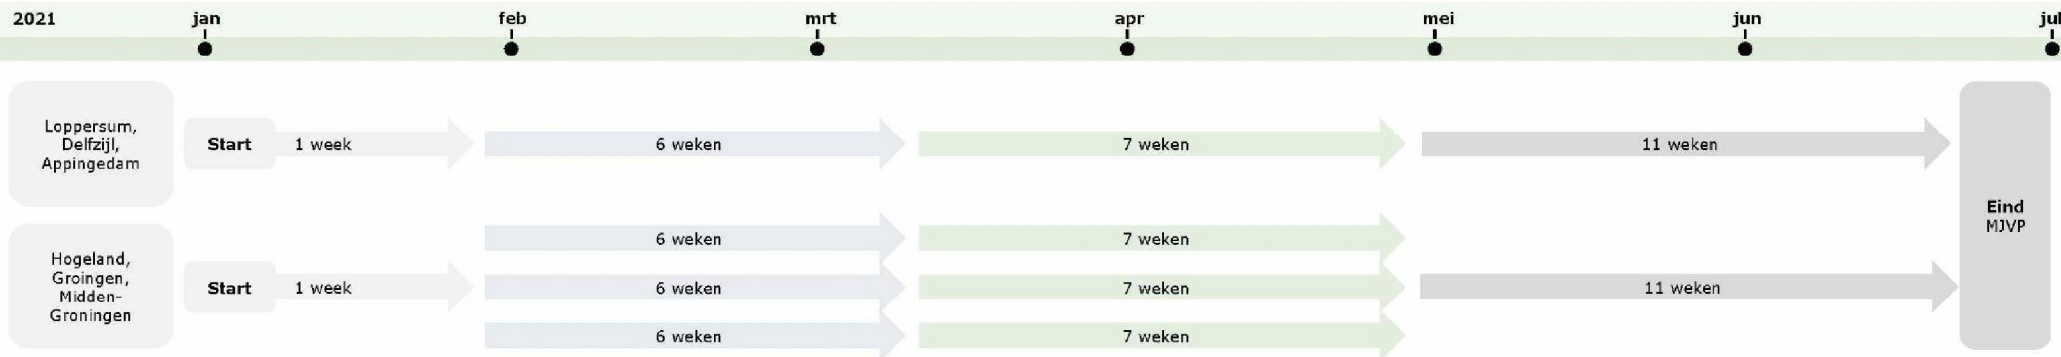 2021 jan feb mrt apr mei jun jul
Loppersum,
Delfzijl,
Appingedam
Start 1 week 6 weken 7 weken 11 weken
Eind
MJVP
6 weken 7 weken
Hogeland,
Groingen,
Midden-
Groningen
Start 1 week 6 weken 7 weken 11 weken
6 weken 7 weken